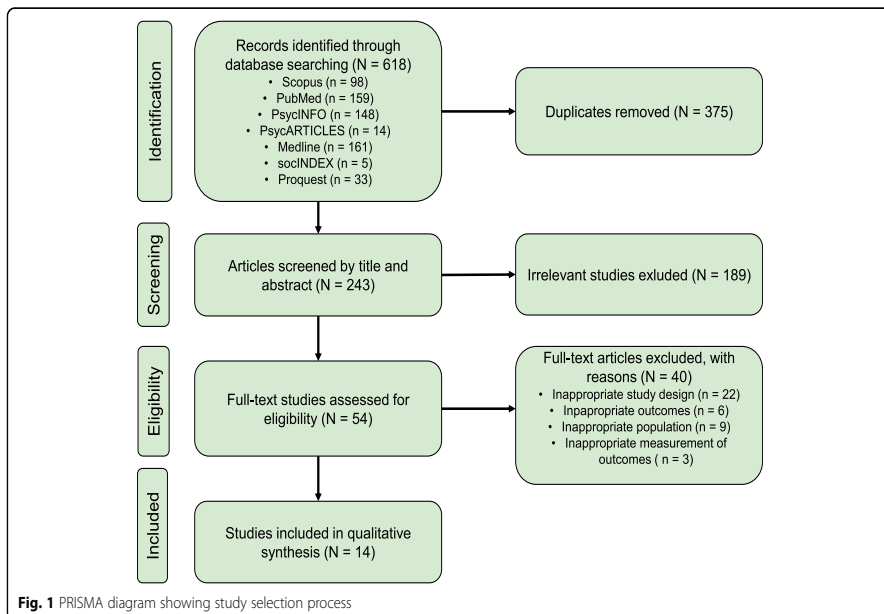 Identification
Records identified through
database searching (N = 618)
• Scopus (n = 98)
• PubMed (n = 159)
• PsycINFO (n = 148)
• PsycARTICLES (n = 14)
• Medline (n = 161)
• socINDEX (n = 5)
• Proquest (n = 33)
Duplicates removed (N = 375)
Screening
Articles screened by title and
abstract (N = 243)
Irrelevant studies exluded (N = 189)
Eligibility
Full-text studies assessed for
eligibility (N = 54)
Full-text articles excluded, with
reasons (N = 40)
• Inappropriate study design (n = 22)
• Inpapropriate outcomes (n = 6)
• Inappropriate population (n = 9)
• Inappropriate measurement of
outcomes ( n = 3)
Included
Studies included in qualitative
synthesis (N = 14)
Fig. 1 PRISMA diagram showing study selection process